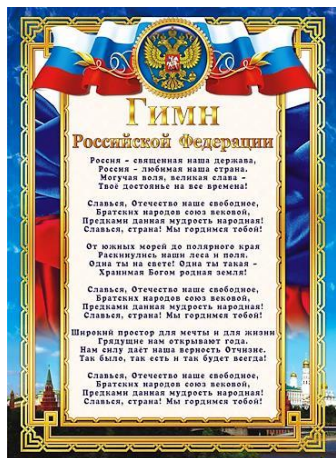 Гимн
Российской Федерации
Россия – священная наша держава,
Россия – любимая наша страна.
Могучая воля, великая слава –
Твоё достоянье на все времена!
Славься, Отечество наше свободное,
Братских народов союз вековой,
Предками данная мудрость народная!
Славься, страна! Мы гордимся тобой!
От южных морей до полярного края
Раскинулись наши леса и поля.
Одна ты на свете! Одна ты такая –
Хранимая Богом родная земля!
Славься, Отечество наше свободное,
Братских народов союз вековой,
Предками данная мудрость народная!
Славься, страна! Мы гордимся тобой!
Широкий простор для мечты и для жизни
Грядущие нам открывают года.
Нам силу даёт наша верность Отчизне.
Так было, так есть и так будет всегда!
Славься, Отечество наше свободное,
Братских народов союз вековой,
Предками данная мудрость народная!
Славься, страна! Мы гордимся тобой!